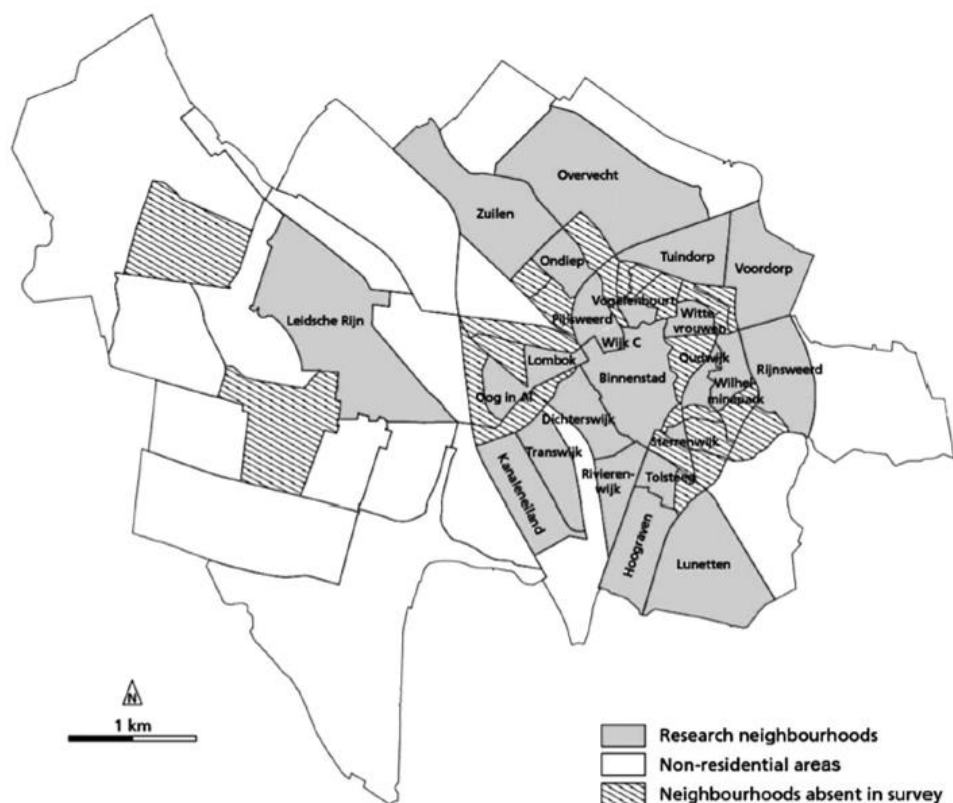 Overvecht
Zuilen
Ondiep
Tuindorp
Voordorp
Vogelenbuurt
Witte-
vrouwen
Pijlsweerd
Wijk C
Leidsche Rijn
Lombok
Oudwijk
Rijnsweerd
Binnenstad
Wilhel-
minapark
Oog in Al
Dichterswijk
Sterrenwijk
Transwijk
Rivieren-
wijk
Tolsteeg
Kanaleneiland
Hoograven
Lunetten
N
1 km
Research neighbourhoods
Non-residential areas
Neighbourhoods absent in survey